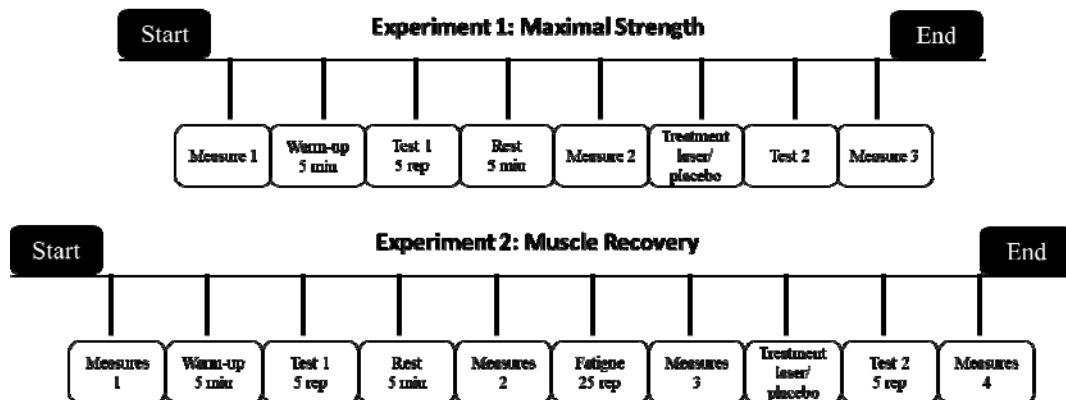 Start
Experiment 1: Maximal Strength
End
Measure 1
Warm-up
5 min
Test 1
5 rep
Rest
5 min
Measure 2
Treatment
laser/
placebo
Test 2
Measure 3
Start
Experiment 2: Muscle Recovery
End
Measures
1
Warm-up
5 min
Test 1
5 rep
Rest
5 min
Measures
2
Fatigue
25 rep
Measures
3
Treatment
laser/
placebo
Test 2
5 rep
Measures
4